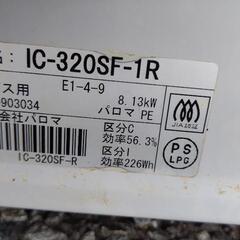 名: IC-320SF-1R
ス用 E1-4-9
903034 8.13kW
パロマ PE
会社パロマ 区分C
効率56.3%
IC-320SF-R 区分I
効率226Wh
JIA認証
PS
LPG